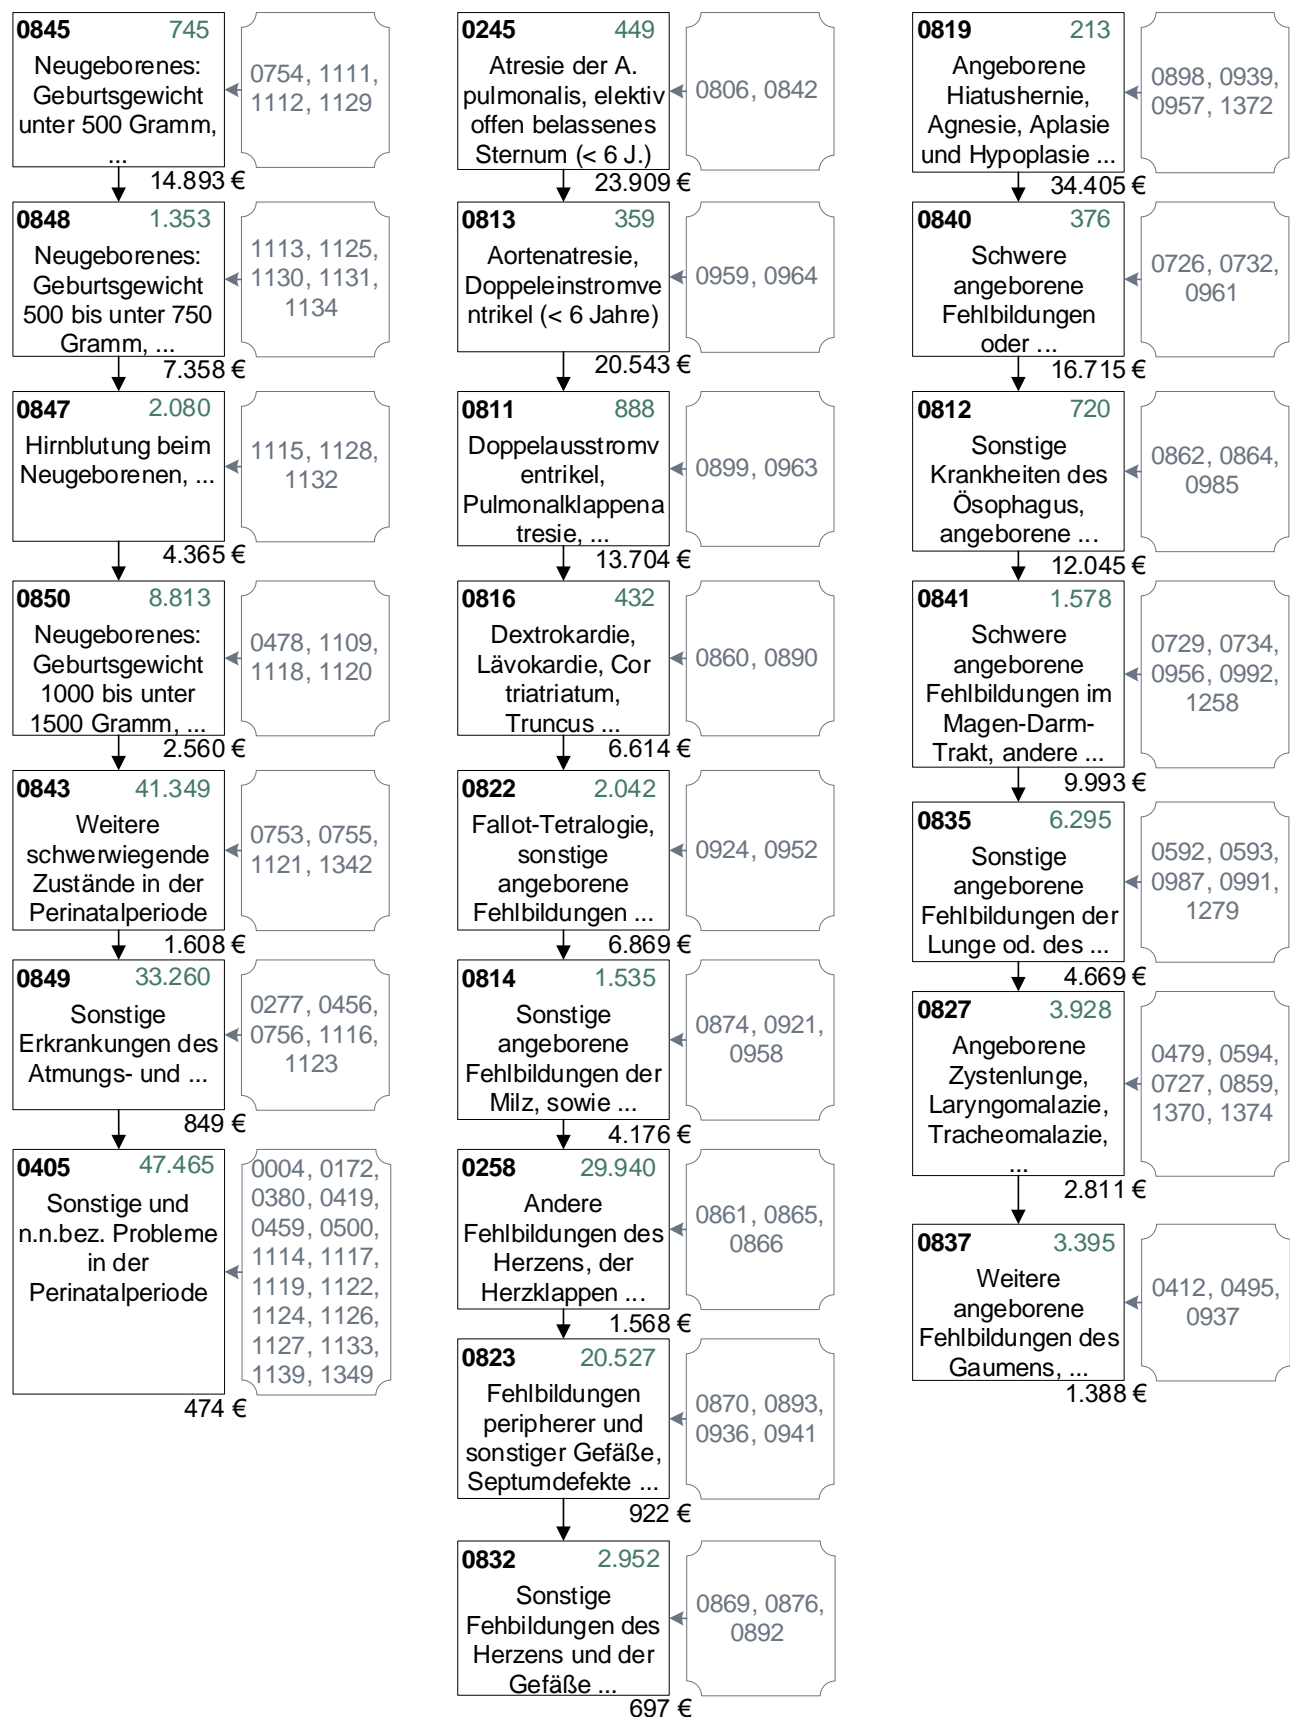 0845 745
Neugeborenes:
Geburtsgewicht
unter 500 Gramm,
...
0754, 1111,
1112, 1129
14.893 €
0848 1.353
Neugeborenes:
Geburtsgewicht
500 bis unter 750
Gramm, ...
1113, 1125,
1130, 1131,
1134
7.358 €
0847 2.080
Hirnblutung beim
Neugeborenen, ...
1115, 1128,
1132
4.365 €
0850 8.813
Neugeborenes:
Geburtsgewicht
1000 bis unter
1500 Gramm, ...
0478, 1109,
1118, 1120
2.560 €
0843 41.349
Weitere
schwerwiegende
Zustände in der
Perinatalperiode
0753, 0755,
1121, 1342
1.608 €
0849 33.260
Sonstige
Erkrankungen des
Atmungs- und ...
0277, 0456,
0756, 1116,
1123
849 €
0405 47.465
Sonstige und
n.n.bez. Probleme
in der
Perinatalperiode
0004, 0172,
0380, 0419,
0459, 0500,
1114, 1117,
1119, 1122,
1124, 1126,
1127, 1133,
1139, 1349
474 €
0245 449
Atresie der A.
pulmonalis, elektiv
offen belassenes
Sternum (< 6 J.)
0806, 0842
23.909 €
0813 359
Aortenatresie,
Doppeleinstromve
ntrikel (< 6 Jahre)
0959, 0964
20.543 €
0811 888
Doppelausstromv
entrikel,
Pulmonalklappena
tresie, ...
0899, 0963
13.704 €
0816 432
Dextrokardie,
Lävokardie, Cor
triatriatum,
Truncus ...
0860, 0890
6.614 €
0822 2.042
Fallot-Tetralogie,
sonstige
angeborene
Fehlbildungen ...
0924, 0952
6.869 €
0814 1.535
Sonstige
angeborene
Fehlbildungen der
Milz, sowie ...
0874, 0921,
0958
4.176 €
0258 29.940
Andere
Fehlbildungen des
Herzens, der
Herzklappen ...
0861, 0865,
0866
1.568 €
0823 20.527
Fehlbildungen
peripherer und
sonstiger Gefäße,
Septumdefekte ...
0870, 0893,
0936, 0941
922 €
0832 2.952
Sonstige
Fehbildungen des
Herzens und der
Gefäße ...
0869, 0876,
0892
697 €
0819 213
Angeborene
Hiatushernie,
Agnesie, Aplasie
und Hypoplasie ...
0898, 0939,
0957, 1372
34.405 €
0840 376
Schwere
angeborene
Fehlbildungen
oder ...
0726, 0732,
0961
16.715 €
0812 720
Sonstige
Krankheiten des
Ösophagus,
angeborene ...
0862, 0864,
0985
12.045 €
0841 1.578
Schwere
angeborene
Fehlbildungen im
Magen-Darm-
Trakt, andere ...
0729, 0734,
0956, 0992,
1258
9.993 €
0835 6.295
Sonstige
angeborene
Fehlbildungen der
Lunge od. des ...
0592, 0593,
0987, 0991,
1279
4.669 €
0827 3.928
Angeborene
Zystenlunge,
Laryngomalazie,
Tracheomalazie,
...
0479, 0594,
0727, 0859,
1370, 1374
2.811 €
0837 3.395
Weitere
angeborene
Fehlbildungen des
Gaumens, ...
0412, 0495,
0937
1.388 €